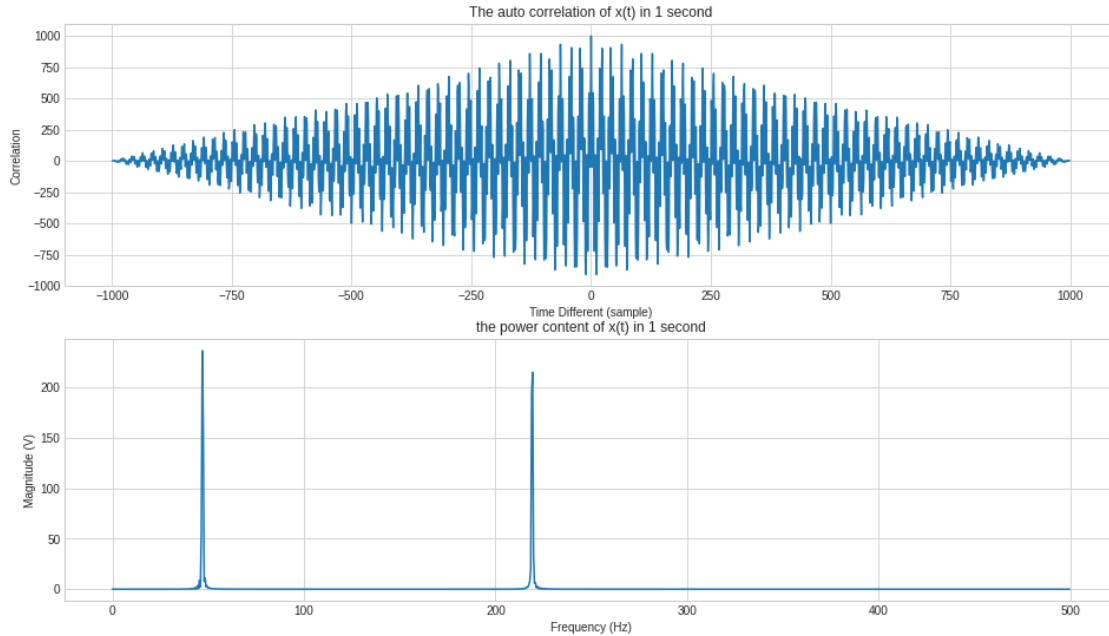 The auto correlation of x(t) in 1 second
1000
750
500
250
0
−250
−500
−750
−1000
Correlation
−1000 −750 −500 −250 0 250 500 750 1000
Time Different (sample)
the power content of x(t) in 1 second
200
150
100
50
0
Magnitude (V)
0 100 200 300 400 500
Frequency (Hz)